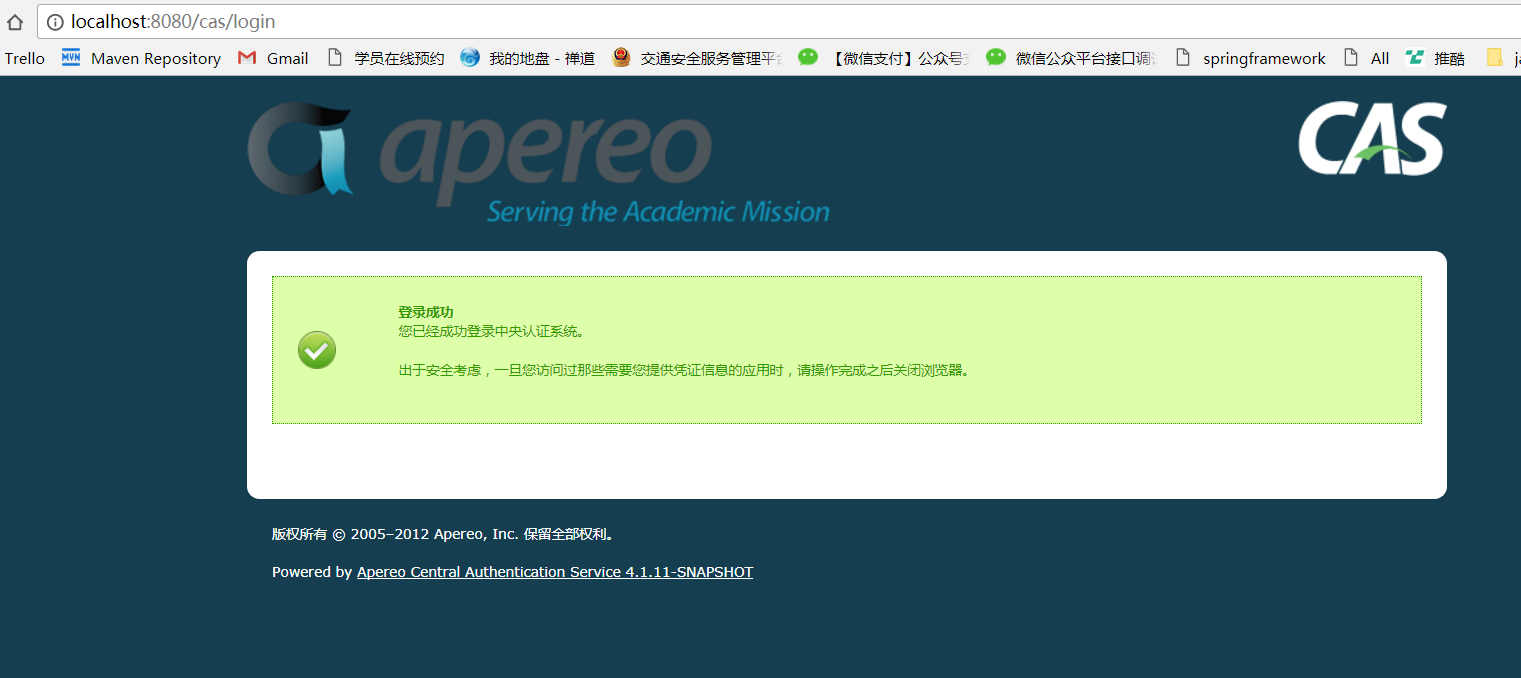 localhost:8080/cas/login
Trello Maven Repository Gmail 学员在线预约 我的地盘 - 禅道 交通安全服务管理平 【微信支付】公众号 微信公众平台接口调 springframework All 推酷
apereo
Serving the Academic Mission
CAS
登录成功
您已经成功登录中央认证系统。
出于安全考虑，一旦您访问过那些需要您提供凭证信息的应用时，请操作完成之后关闭浏览器。
版权所有 © 2005–2012 Apereo, Inc. 保留全部权利。
Powered by Apereo Central Authentication Service 4.1.11-SNAPSHOT